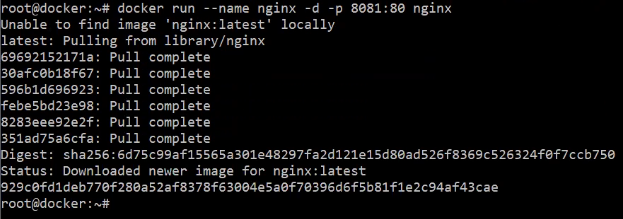 root@docker:~# docker run --name nginx -d -p 8081:80 nginx
Unable to find image 'nginx:latest' locally
latest: Pulling from library/nginx
69692152171a: Pull complete
30afc0b18f67: Pull complete
596b1d696923: Pull complete
febe5bd23e98: Pull complete
8283eee92e2f: Pull complete
351ad75a6cfa: Pull complete
Digest: sha256:6d75c99af15565a301e48297fa2d121e15d80ad526f8369c526324f0f7ccb750
Status: Downloaded newer image for nginx:latest
929c0fd1deb770f280a52af8378f63004e5a0f70396d6f5b81f1e2c94af43cae
root@docker:~#